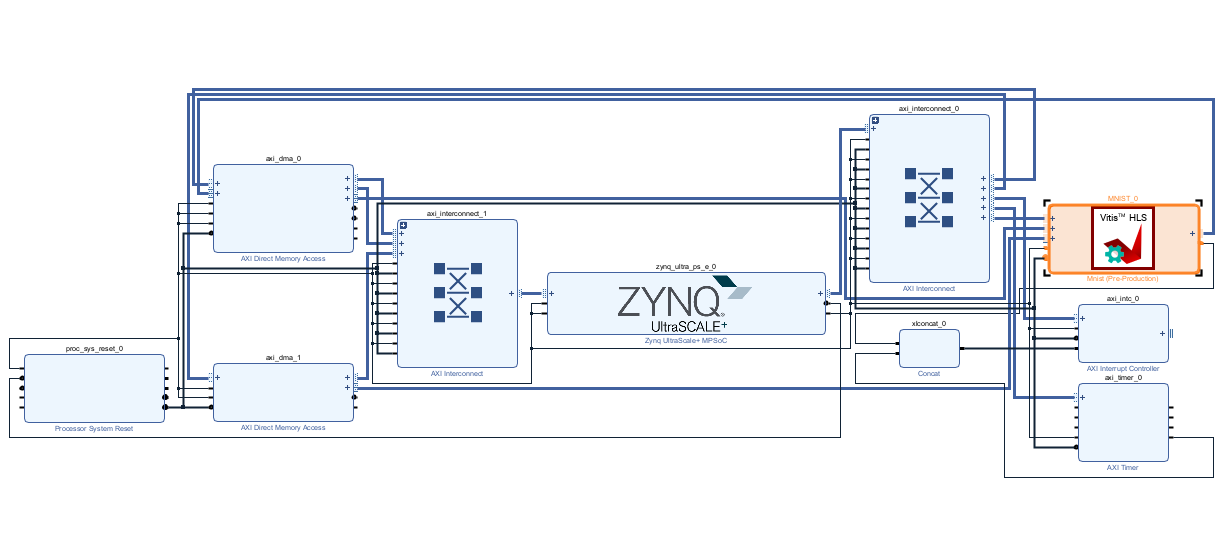 axi_interconnect_0
axi_dma_0
AXI Direct Memory Access
axi_interconnect_1
AXI Interconnect
zynq_ultra_ps_e_0
ZYNQ®
UltraSCALE+
Zynq UltraScale+ MPSoC
AXI Interconnect
MNIST_0
Vitis™ HLS
Mnist (Pre-Production)
axi_intc_0
AXI Interrupt Controller
xlconcat_0
Concat
proc_sys_reset_0
Processor System Reset
axi_dma_1
AXI Direct Memory Access
axi_timer_0
AXI Timer